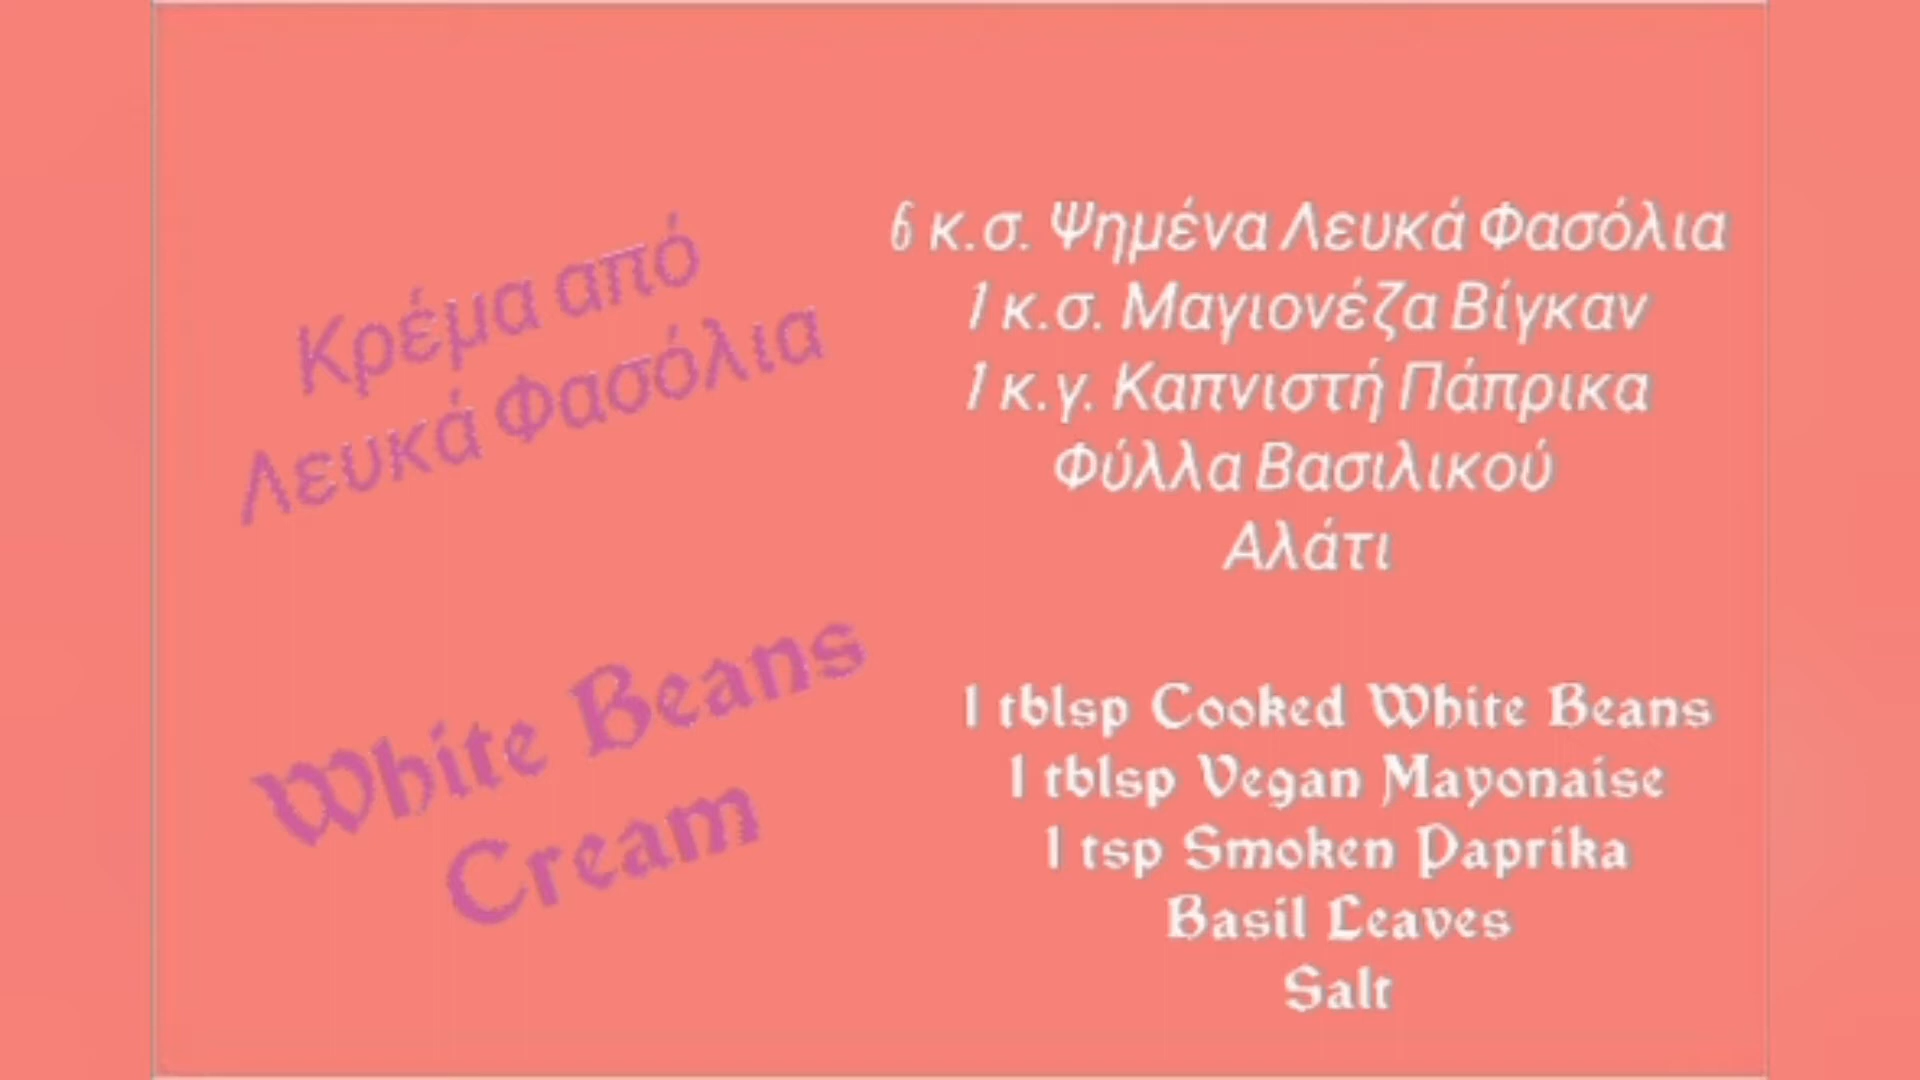 Κρέμα από
Λευκά Φασόλια
6 κ.σ. Ψημένα Λευκά Φασόλια
1 κ.σ. Μαγιονέζα Βίγκαν
1 κ.γ. Καπνιστή Πάπρικα
Φύλλα Βασιλικού
Αλάτι
White Beans
Cream
1 tblsp Cooked White Beans
1 tblsp Vegan Mayonaise
1 tsp Smoken Paprika
Basil Leaves
Salt